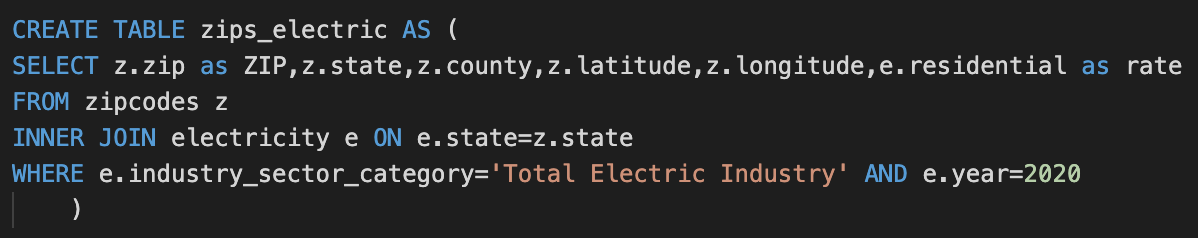 CREATE TABLE zips_electric AS (
SELECT z.zip as ZIP,z.state,z.county,z.latitude,z.longitude,e.residential as rate
FROM zipcodes z
INNER JOIN electricity e ON e.state=z.state
WHERE e.industry_sector_category='Total Electric Industry' AND e.year=2020
)